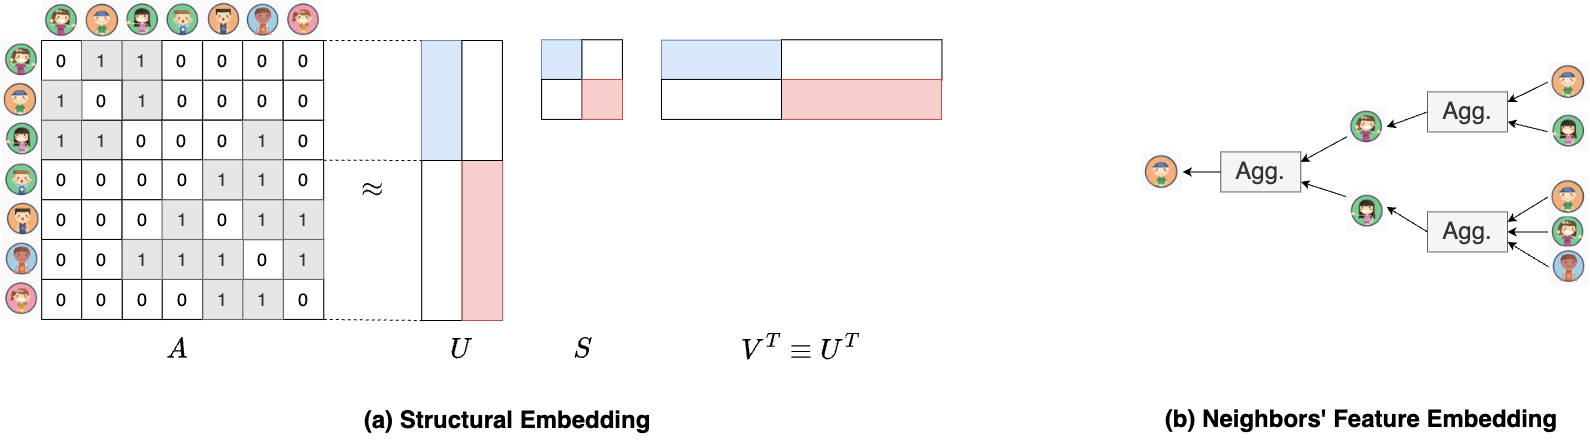 0 1 1 0 0 0 0
1 0 1 0 0 0 0
1 1 0 0 0 1 0
0 0 0 0 1 1 0
0 0 0 1 0 1 1
0 0 1 1 1 0 1
0 0 0 0 1 1 0
≈
A U S V^T ≡ U^T
(a) Structural Embedding
Agg.
Agg.
Agg.
(b) Neighbors' Feature Embedding